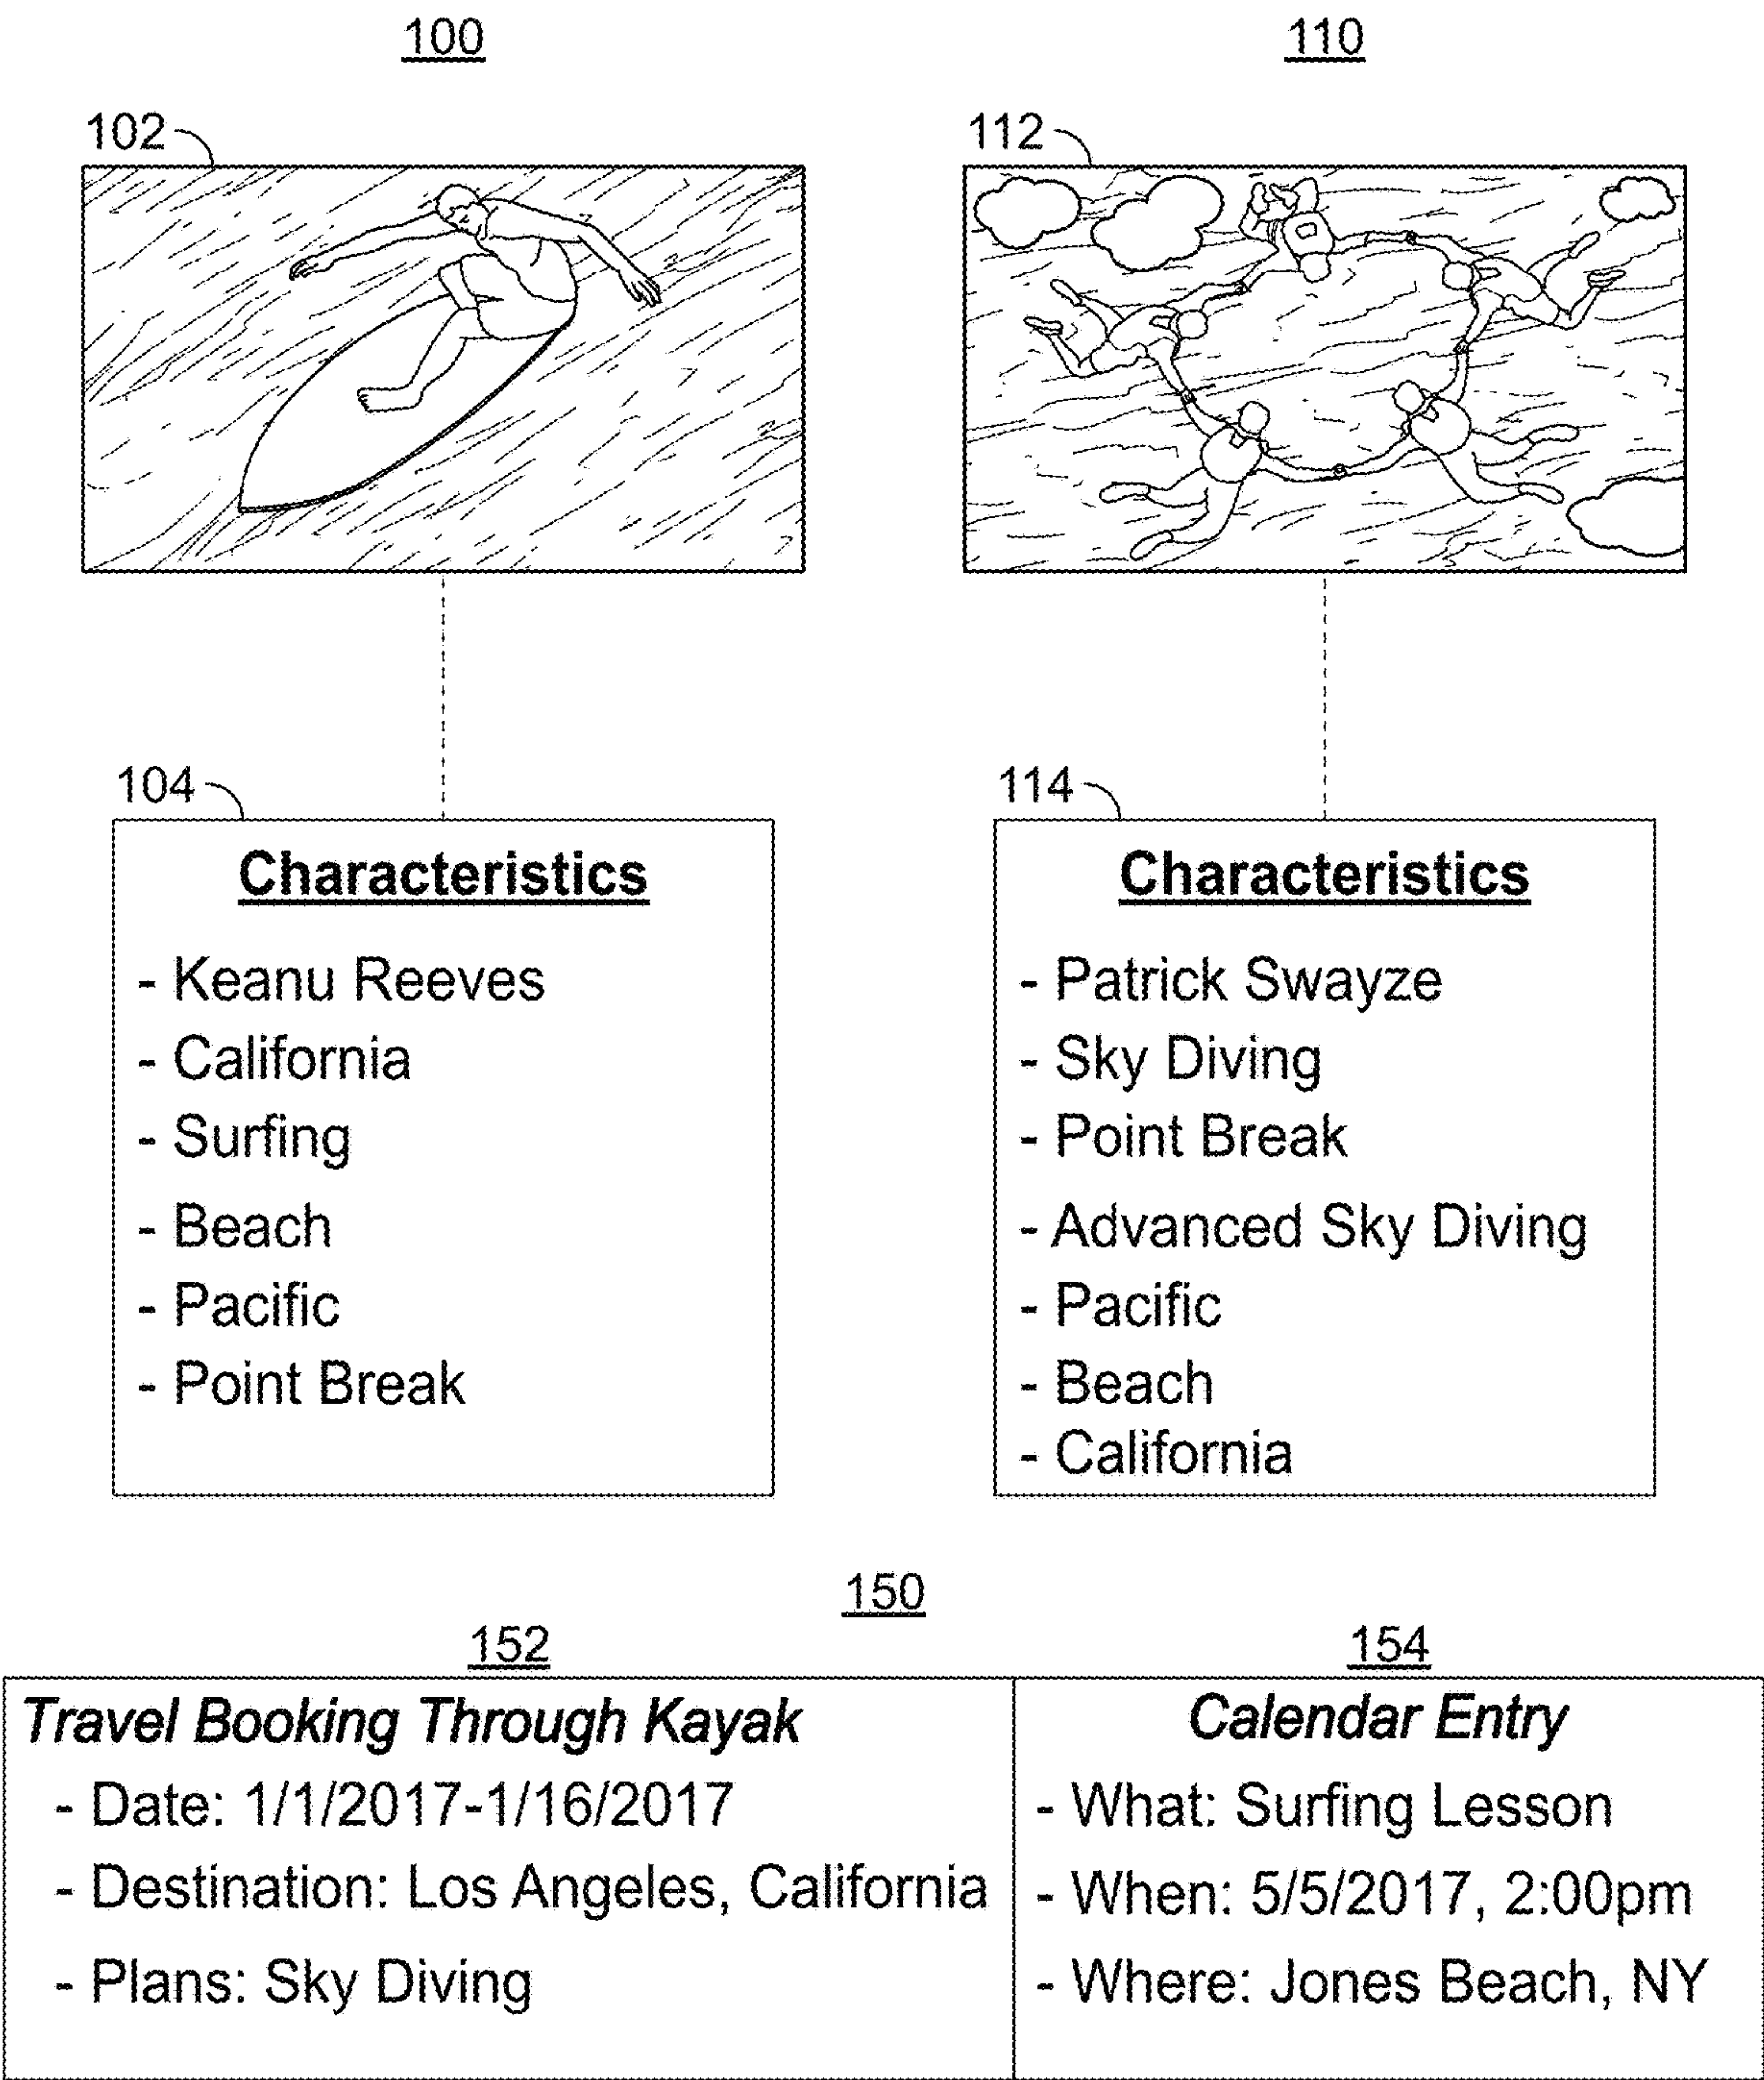 100
110
102
112
104
114
Characteristics
- Keanu Reeves
- California
- Surfing
- Beach
- Pacific
- Point Break
Characteristics
- Patrick Swayze
- Sky Diving
- Point Break
- Advanced Sky Diving
- Pacific
- Beach
- California
150
152
154
Travel Booking Through Kayak
- Date: 1/1/2017-1/16/2017
- Destination: Los Angeles, California
- Plans: Sky Diving
Calendar Entry
- What: Surfing Lesson
- When: 5/5/2017, 2:00pm
- Where: Jones Beach, NY